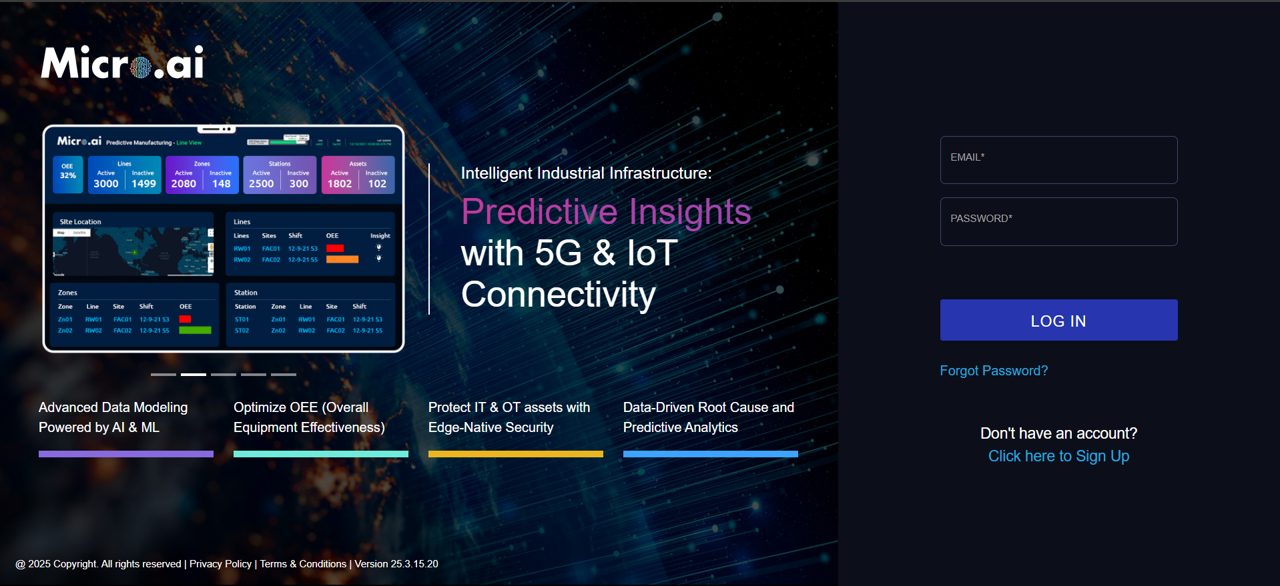 Micro.ai
Micro.ai Predictive Manufacturing - Line View
OEE
32%
Lines
Active Inactive
3000 1499
Zones
Active Inactive
2080 148
Stations
Active Inactive
2500 300
Assets
Active Inactive
1802 102
Site Location
Map Satellite
Lines
Lines Sites Shift OEE Insight
RW01 FAC01 12-9-21 S3
RW02 FAC02 12-9-21 S5
Zones
Zone Line Site Shift OEE
Zn01 RW01 FAC01 12-9-21 S3
Zn02 RW02 FAC02 12-9-21 S5
Station
Station Zone Line Site Shift
ST01 Zn01 RW01 FAC01 12-9-21 S3
ST02 Zn02 RW02 FAC02 12-9-21 S5
Intelligent Industrial Infrastructure:
Predictive Insights
with 5G & IoT
Connectivity
Advanced Data Modeling
Powered by AI & ML
Optimize OEE (Overall
Equipment Effectiveness)
Protect IT & OT assets with
Edge-Native Security
Data-Driven Root Cause and
Predictive Analytics
@ 2025 Copyright. All rights reserved | Privacy Policy | Terms & Conditions | Version 25.3.15.20
EMAIL*
PASSWORD*
LOG IN
Forgot Password?
Don't have an account?
Click here to Sign Up